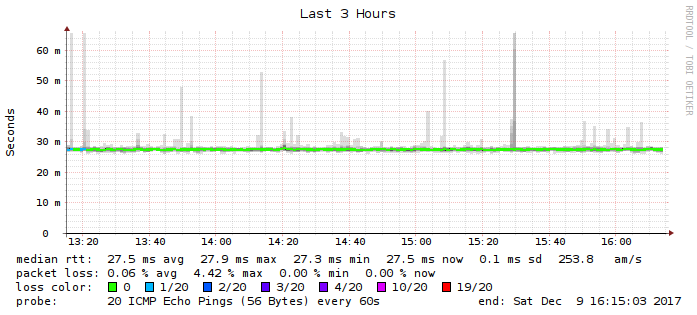 Last 3 Hours
RRDTOOL / TOBI OETIKER
Seconds
60 m
50 m
40 m
30 m
20 m
10 m
0
13:20 13:40 14:00 14:20 14:40 15:00 15:20 15:40 16:00
median rtt: 27.5 ms avg 27.9 ms max 27.3 ms min 27.5 ms now 0.1 ms sd 253.8 am/s
packet loss: 0.06 % avg 4.42 % max 0.00 % min 0.00 % now
loss color: 0 1/20 2/20 3/20 4/20 10/20 19/20
probe: 20 ICMP Echo Pings (56 Bytes) every 60s end: Sat Dec 9 16:15:03 2017